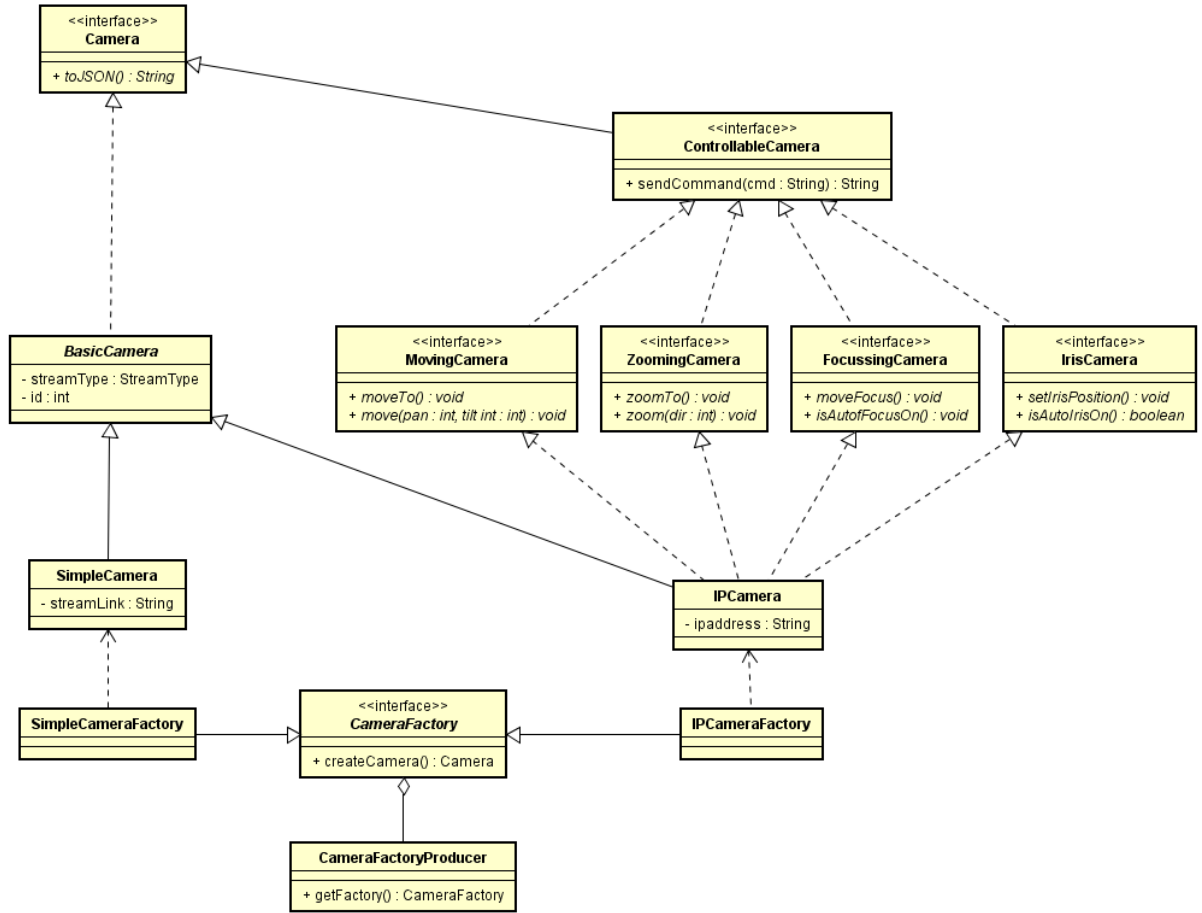 <<interface>>
Camera
+ toJSON() : String
<<interface>>
ControllableCamera
+ sendCommand(cmd : String) : String
BasicCamera
- streamType : StreamType
- id : int
<<interface>>
MovingCamera
+ moveTo() : void
+ move(pan : int, tilt int : int) : void
<<interface>>
ZoomingCamera
+ zoomTo() : void
+ zoom(dir : int) : void
<<interface>>
FocussingCamera
+ moveFocus() : void
+ isAutofFocusOn() : void
<<interface>>
IrisCamera
+ setIrisPosition() : void
+ isAutoIrisOn() : boolean
SimpleCamera
- streamLink : String
IPCamera
- ipaddress : String
SimpleCameraFactory
<<interface>>
CameraFactory
+ createCamera() : Camera
IPCameraFactory
CameraFactoryProducer
+ getFactory() : CameraFactory